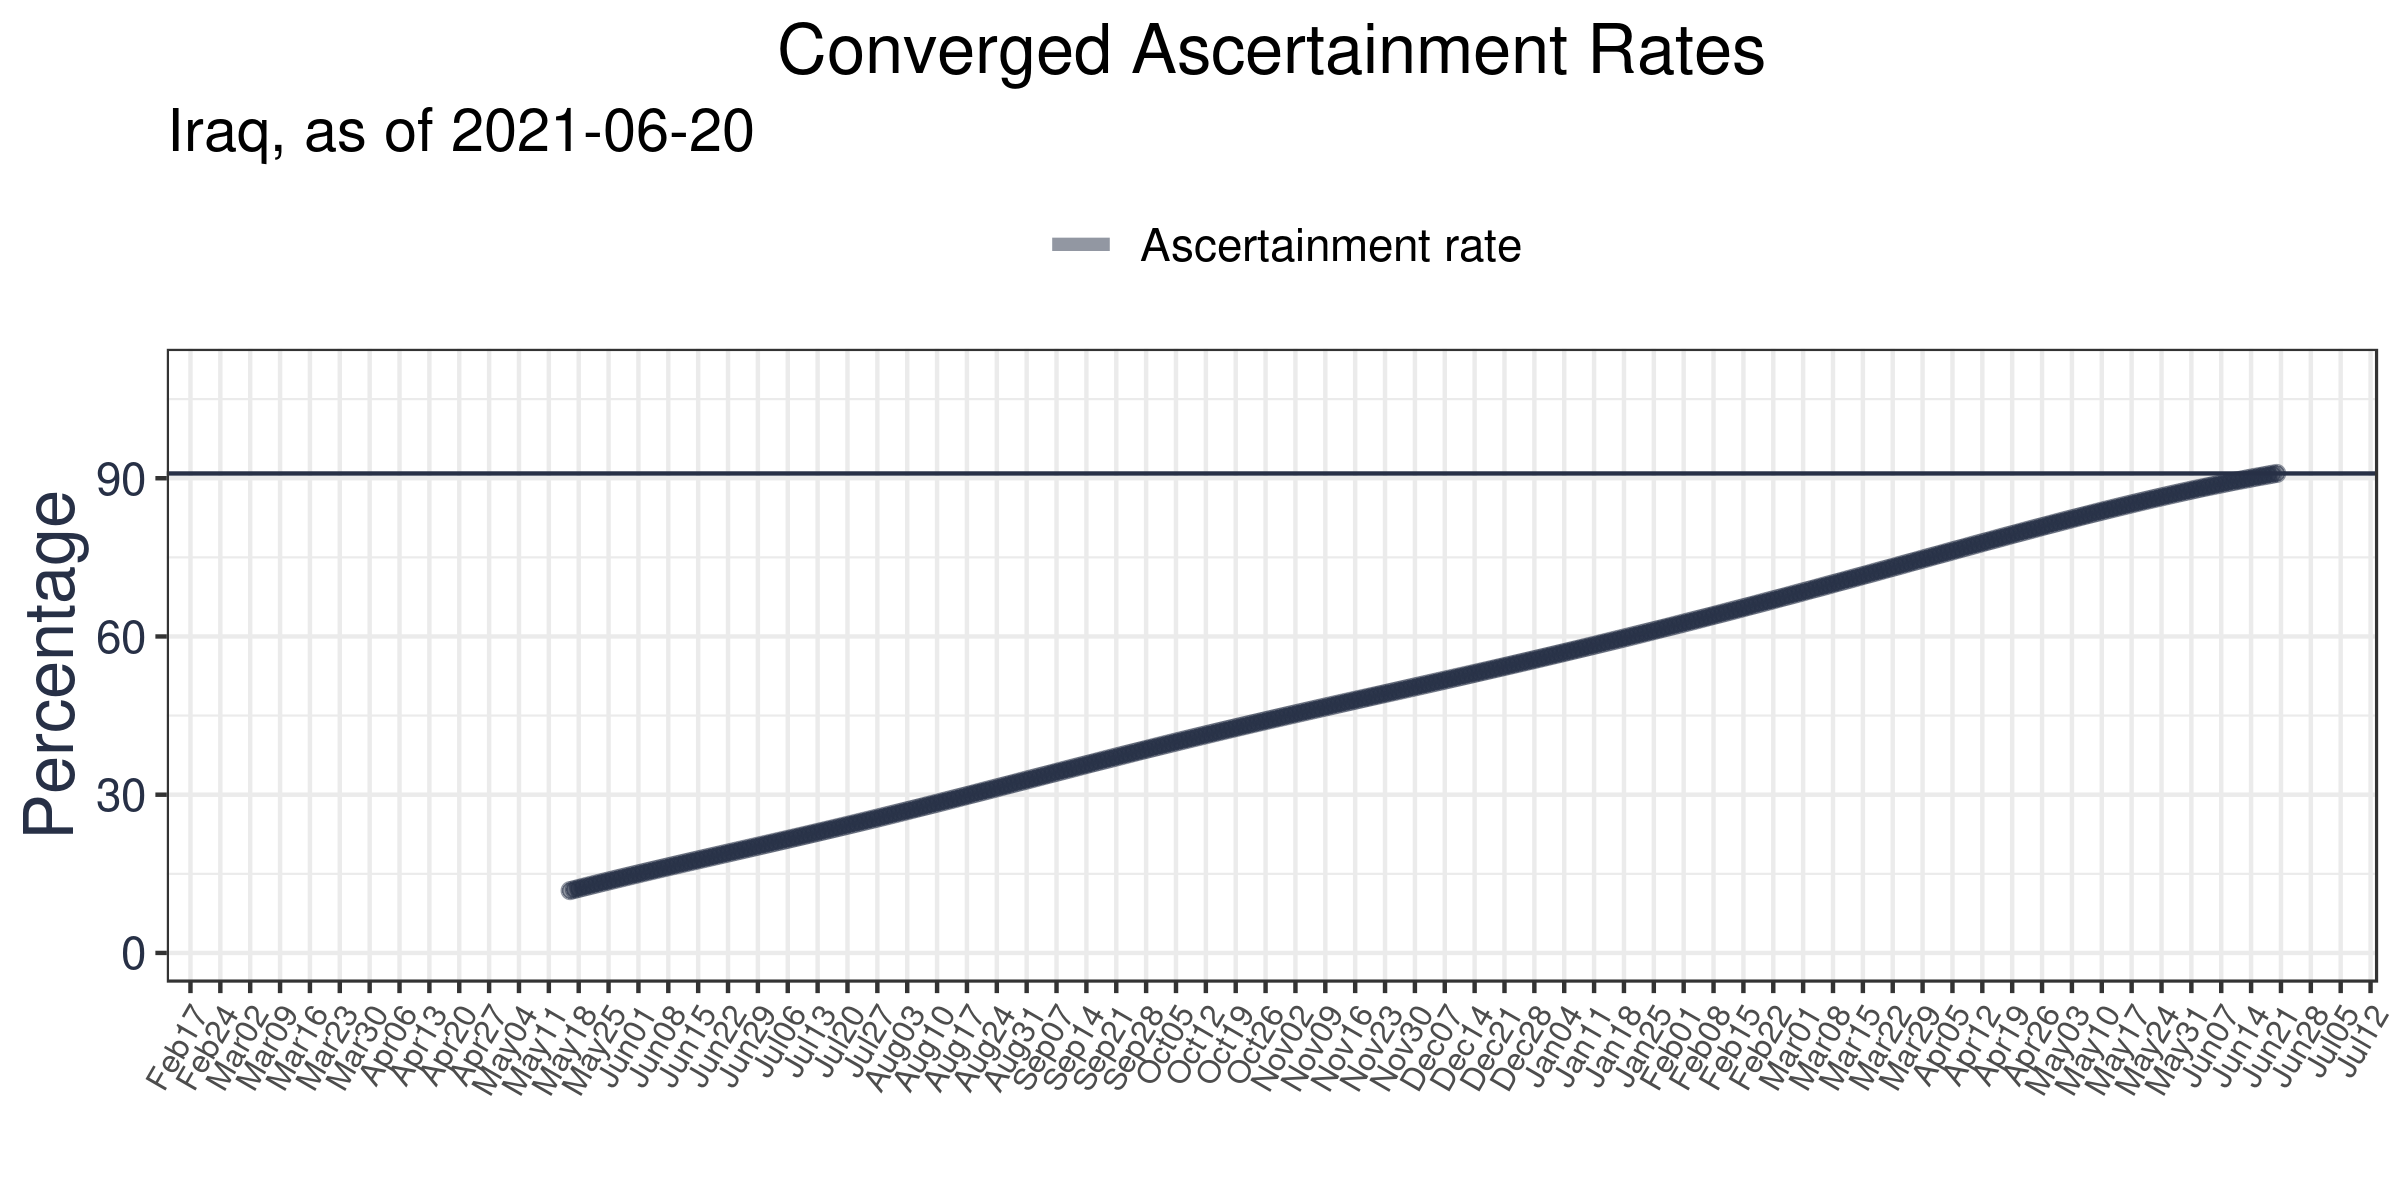 Converged Ascertainment Rates
Iraq, as of 2021-06-20
Ascertainment rate
Percentage
90
60
30
0
Feb17
Feb24
Mar02
Mar09
Mar16
Mar23
Mar30
Apr06
Apr13
Apr20
Apr27
May04
May11
May18
May25
Jun01
Jun08
Jun15
Jun22
Jun29
Jul06
Jul13
Jul20
Jul27
Aug03
Aug10
Aug17
Aug24
Aug31
Sep07
Sep14
Sep21
Sep28
Oct05
Oct12
Oct19
Oct26
Nov02
Nov09
Nov16
Nov23
Nov30
Dec07
Dec14
Dec21
Dec28
Jan04
Jan11
Jan18
Jan25
Feb01
Feb08
Feb15
Feb22
Mar01
Mar08
Mar15
Mar22
Mar29
Apr05
Apr12
Apr19
Apr26
May03
May10
May17
May24
May31
Jun07
Jun14
Jun21
Jun28
Jul05
Jul12